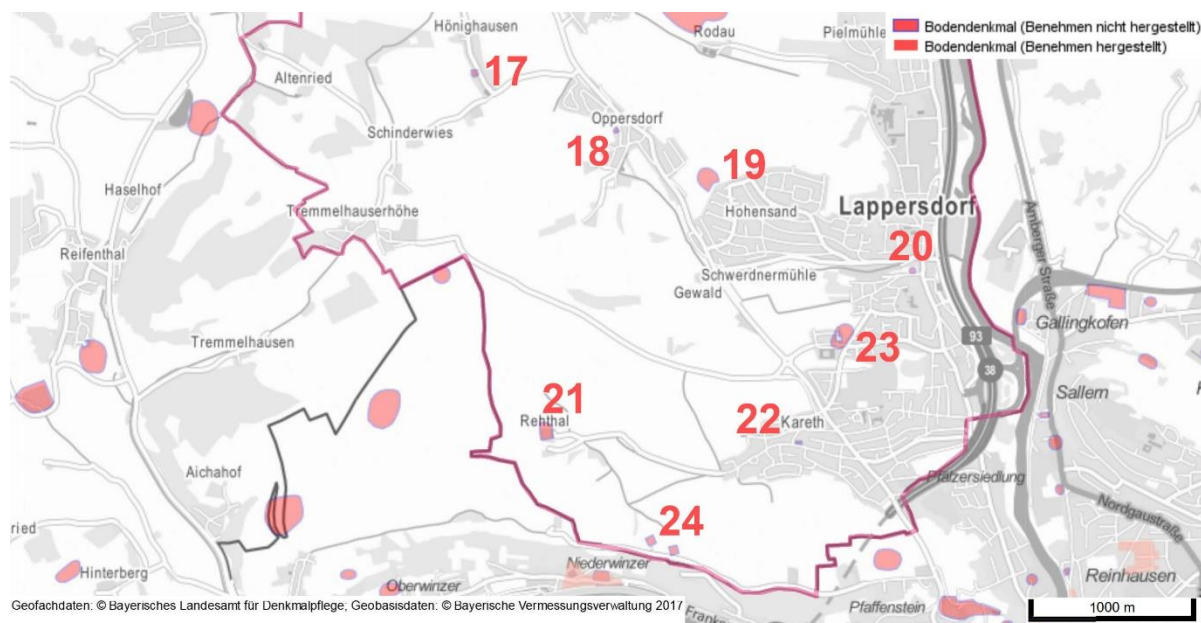 Hönighausen
Rodau
Pielmühle
Bodendenkmal (Benehmen nicht hergestellt)
Bodendenkmal (Benehmen hergestellt)
17
Altenried
Schinderwies
Oppersdorf
18
19
Haselhof
Tremmelhauserhöhe
Hohensand
Lappersdorf
Reifenthal
20
Amberger Straße
Schwerdnermühle
Gewald
Gallingkofen
Tremmelhausen
23
93
38
Sallern
21
Rehthal
22
Kareth
Aichahof
Pfälzersiedlung
Nordgaustraße
24
ried
Hinterberg
Niederwinzer
Oberwinzer
Reinhausen
Pfaffenstein
Geofachdaten: © Bayerisches Landesamt für Denkmalpflege; Geobasisdaten: © Bayerische Vermessungsverwaltung 2017
Franke
1000 m